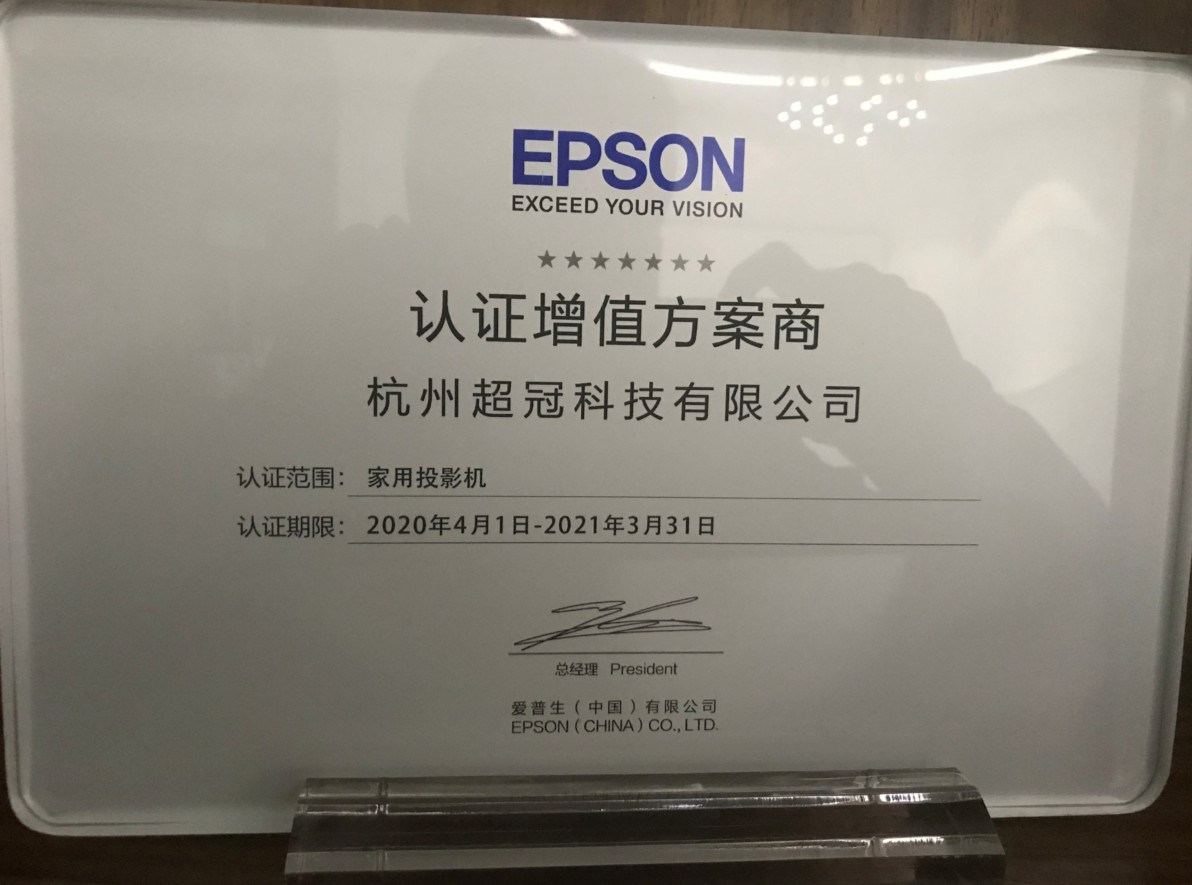 EPSON
EXCEED YOUR VISION
★★★★★★★
认证增值方案商
杭州超冠科技有限公司
认证范围： 家用投影机
认证期限： 2020年4月1日-2021年3月31日
总经理 President
爱普生（中国）有限公司
EPSON（CHINA）CO., LTD.